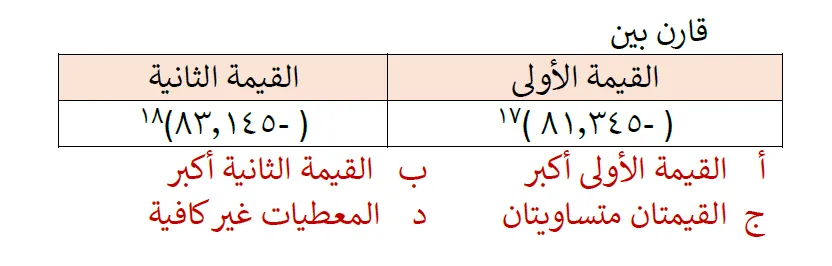 قارن بين
القيمة الأولى القيمة الثانية
( -٨١,٣٤٥ )١٧ ( -٨٣,١٤٥)١٨
أ القيمة الأولى أكبر ب القيمة الثانية أكبر
ج القيمتان متساويتان د المعطيات غير كافية